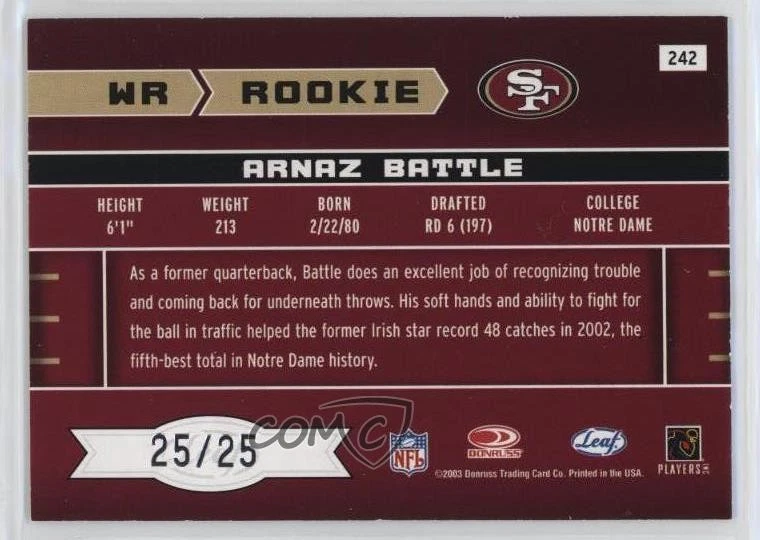 242
WR ROOKIE SF
ARNAZ BATTLE
HEIGHT WEIGHT BORN DRAFTED COLLEGE
6'1" 213 2/22/80 RD 6 (197) NOTRE DAME
As a former quarterback, Battle does an excellent job of recognizing trouble
and coming back for underneath throws. His soft hands and ability to fight for
the ball in traffic helped the former Irish star record 48 catches in 2002, the
fifth-best total in Notre Dame history.
COMC
25/25
NFL DONRUSS Leaf PLAYERS INC
©2003 Donruss Trading Card Co. Printed in the USA.